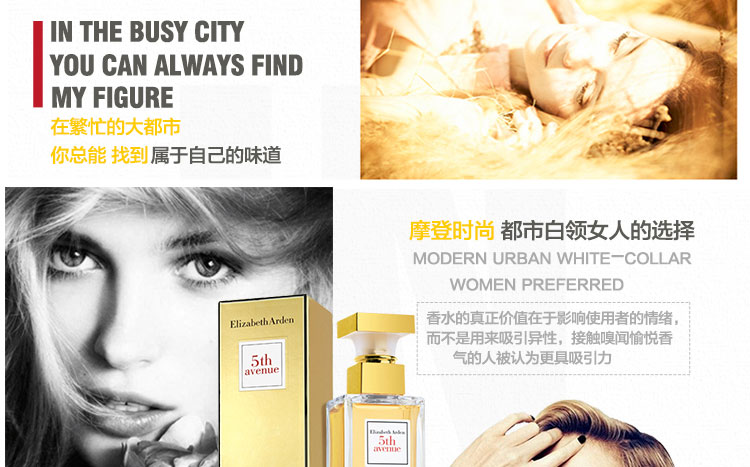 IN THE BUSY CITY
YOU CAN ALWAYS FIND
MY FIGURE
在繁忙的大都市
你总能 找到 属于自己的味道
摩登时尚 都市白领女人的选择
MODERN URBAN WHITE-COLLAR
WOMEN PREFERRED
香水的真正价值在于影响使用者的情绪，
而不是用来吸引异性，接触嗅闻愉悦香
气的人被认为更具吸引力
Elizabeth Arden
5th
avenue
Elizabeth Arden
5th
avenue